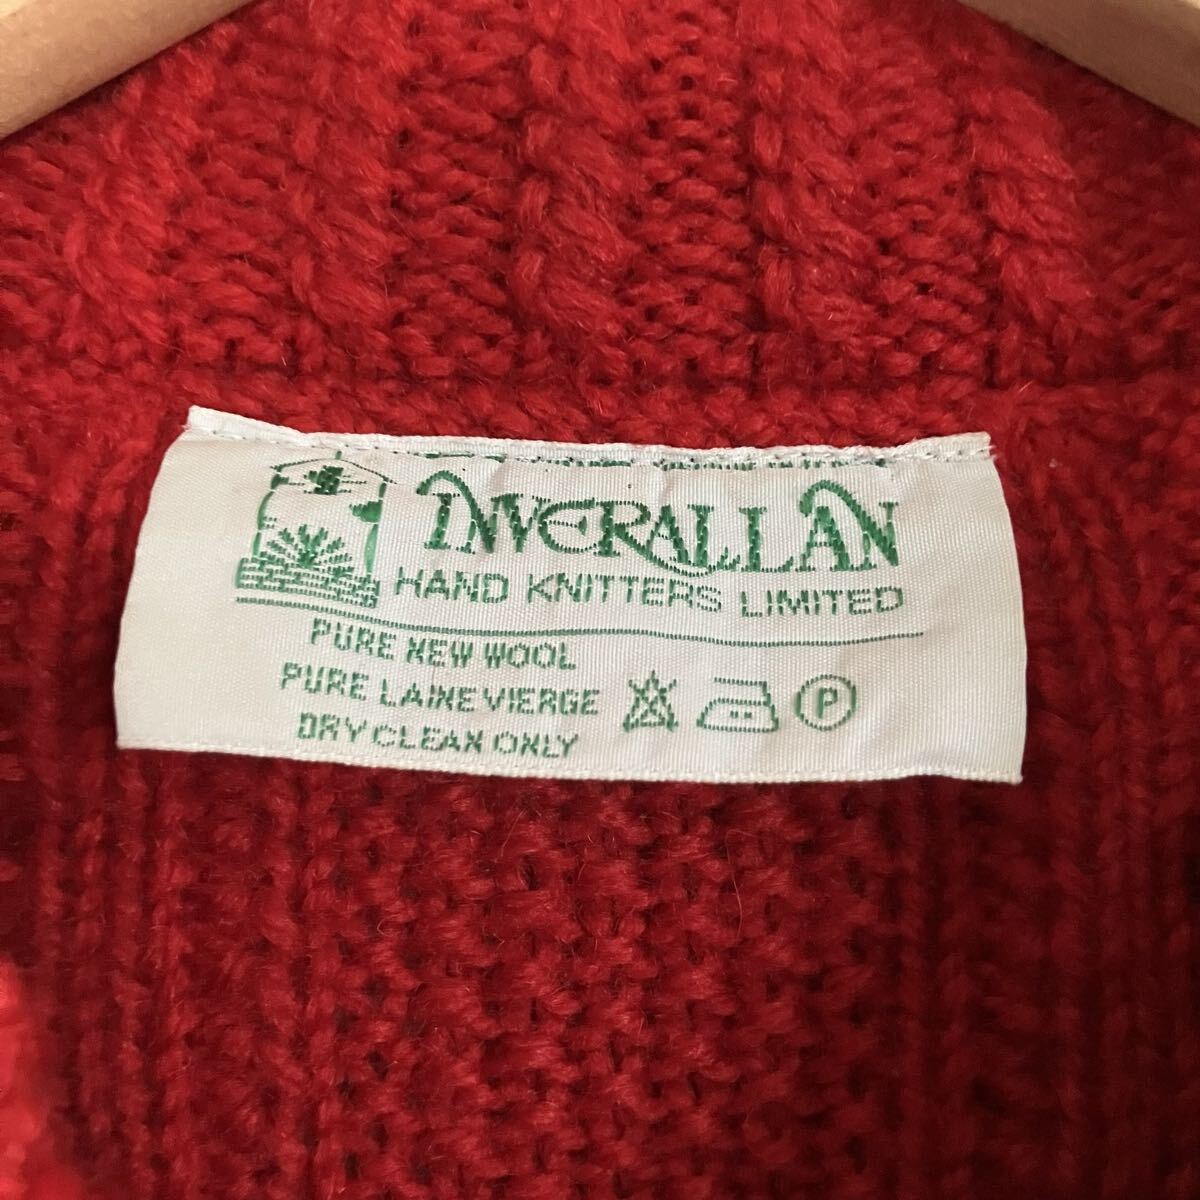 INVERALLAN
HAND KNITTERS LIMITED
PURE NEW WOOL
PURE LAINE VIERGE
DRY CLEAN ONLY
P